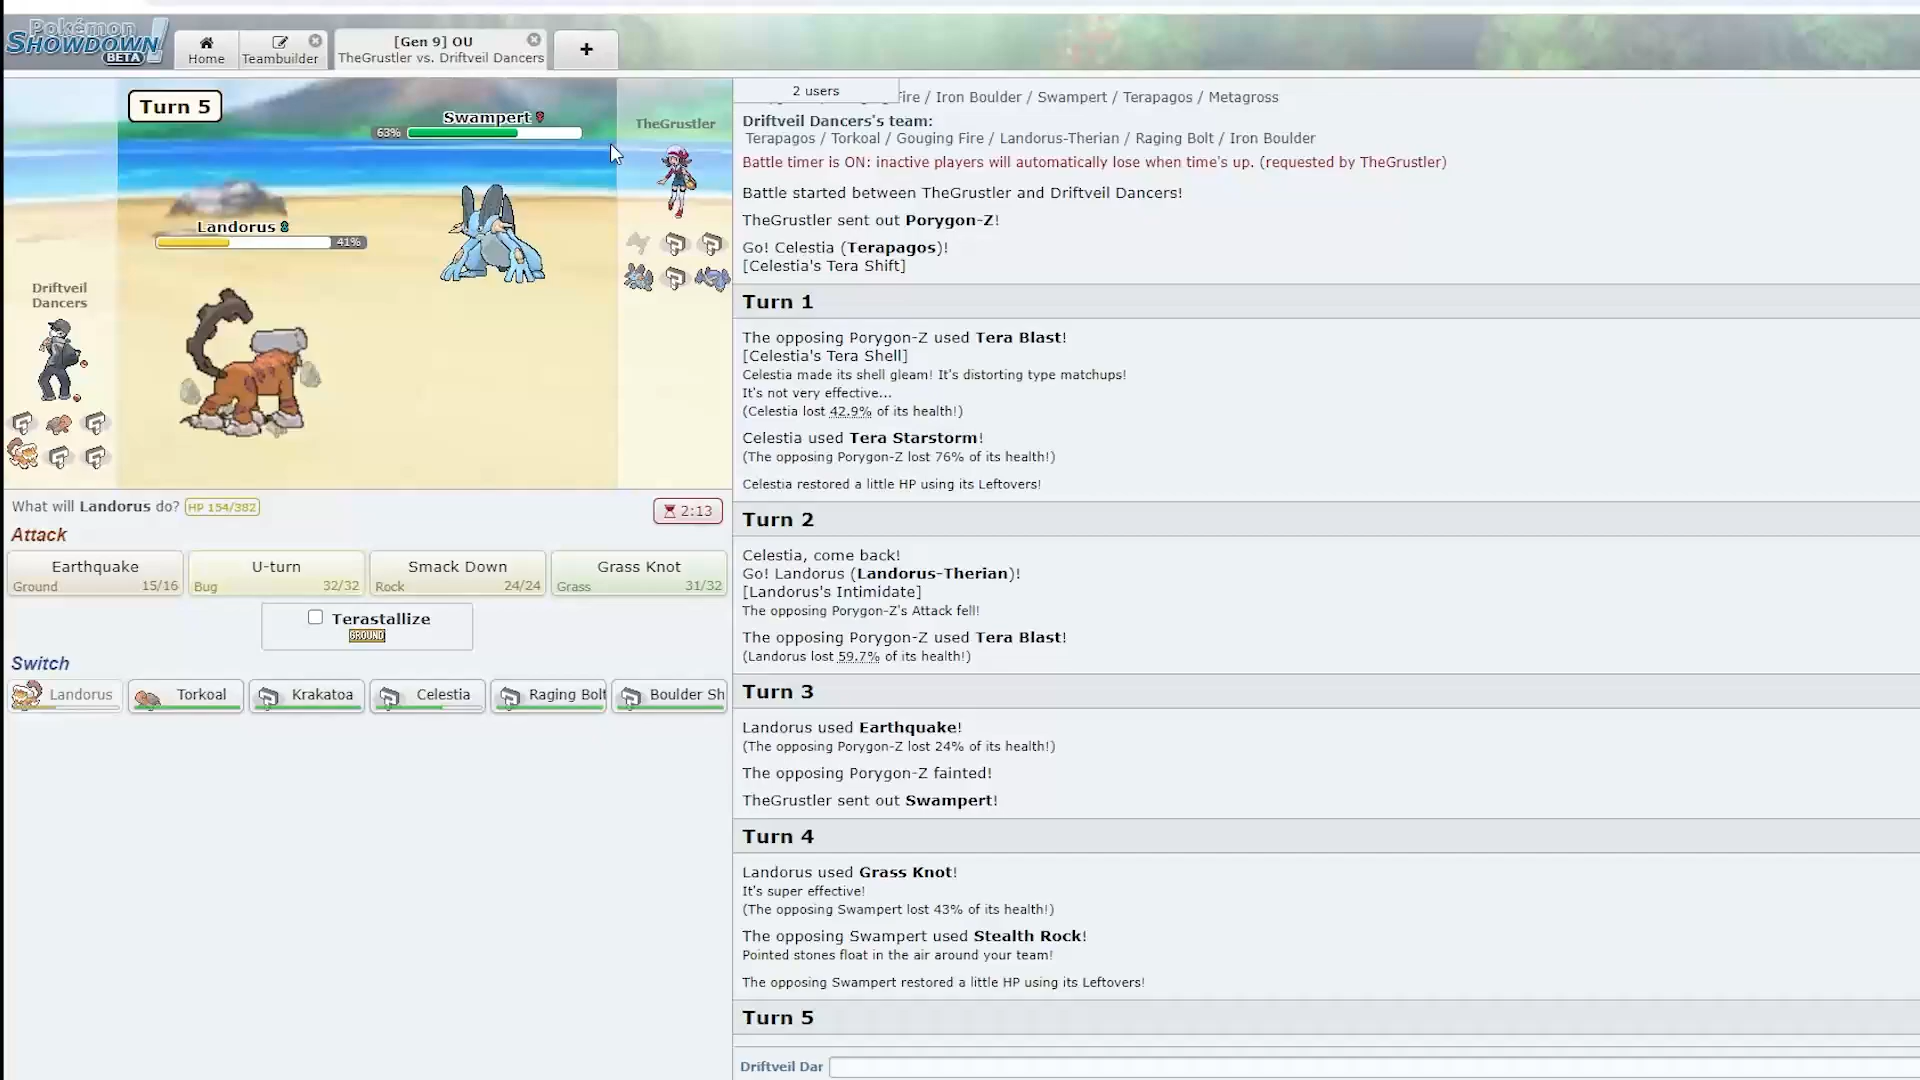 Pokémon
SHOWDOWN!
BETA
Home
Teambuilder
[Gen 9] OU
TheGrustler vs. Driftveil Dancers
+
Turn 5
Swampert
63%
TheGrustler
Landorus
41%
Driftveil
Dancers
What will Landorus do? HP 154/382
2:13
Attack
Earthquake
Ground 15/16
U-turn
Bug 32/32
Smack Down
Rock 24/24
Grass Knot
Grass 31/32
Terastallize
GROUND
Switch
Landorus
Torkoal
Krakatoa
Celestia
Raging Bolt
Boulder Sh
2 users
Fire / Iron Boulder / Swampert / Terapagos / Metagross
Driftveil Dancers's team:
Terapagos / Torkoal / Gouging Fire / Landorus-Therian / Raging Bolt / Iron Boulder
Battle timer is ON: inactive players will automatically lose when time's up. (requested by TheGrustler)
Battle started between TheGrustler and Driftveil Dancers!
TheGrustler sent out Porygon-Z!
Go! Celestia (Terapagos)!
[Celestia's Tera Shift]
Turn 1
The opposing Porygon-Z used Tera Blast!
[Celestia's Tera Shell]
Celestia made its shell gleam! It's distorting type matchups!
It's not very effective...
(Celestia lost 42.9% of its health!)
Celestia used Tera Starstorm!
(The opposing Porygon-Z lost 76% of its health!)
Celestia restored a little HP using its Leftovers!
Turn 2
Celestia, come back!
Go! Landorus (Landorus-Therian)!
[Landorus's Intimidate]
The opposing Porygon-Z's Attack fell!
The opposing Porygon-Z used Tera Blast!
(Landorus lost 59.7% of its health!)
Turn 3
Landorus used Earthquake!
(The opposing Porygon-Z lost 24% of its health!)
The opposing Porygon-Z fainted!
TheGrustler sent out Swampert!
Turn 4
Landorus used Grass Knot!
It's super effective!
(The opposing Swampert lost 43% of its health!)
The opposing Swampert used Stealth Rock!
Pointed stones float in the air around your team!
The opposing Swampert restored a little HP using its Leftovers!
Turn 5
Driftveil Dar